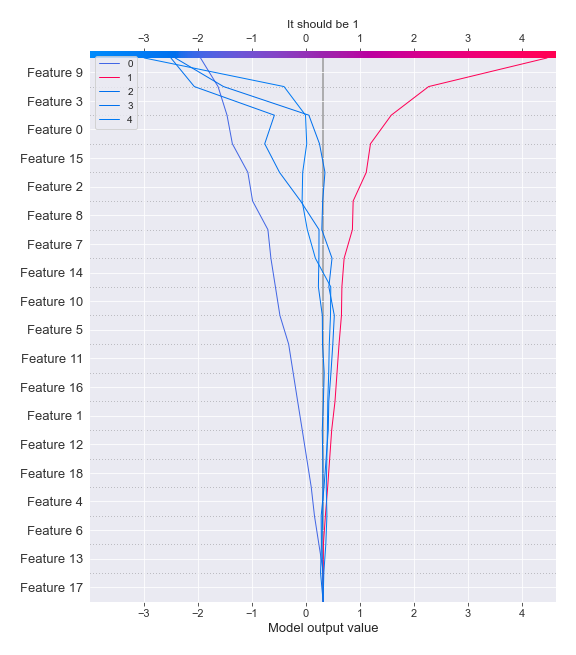 It should be 1
−3 −2 −1 0 1 2 3 4
0
1
2
3
4
Feature 9
Feature 3
Feature 0
Feature 15
Feature 2
Feature 8
Feature 7
Feature 14
Feature 10
Feature 5
Feature 11
Feature 16
Feature 1
Feature 12
Feature 18
Feature 4
Feature 6
Feature 13
Feature 17
−3 −2 −1 0 1 2 3 4
Model output value